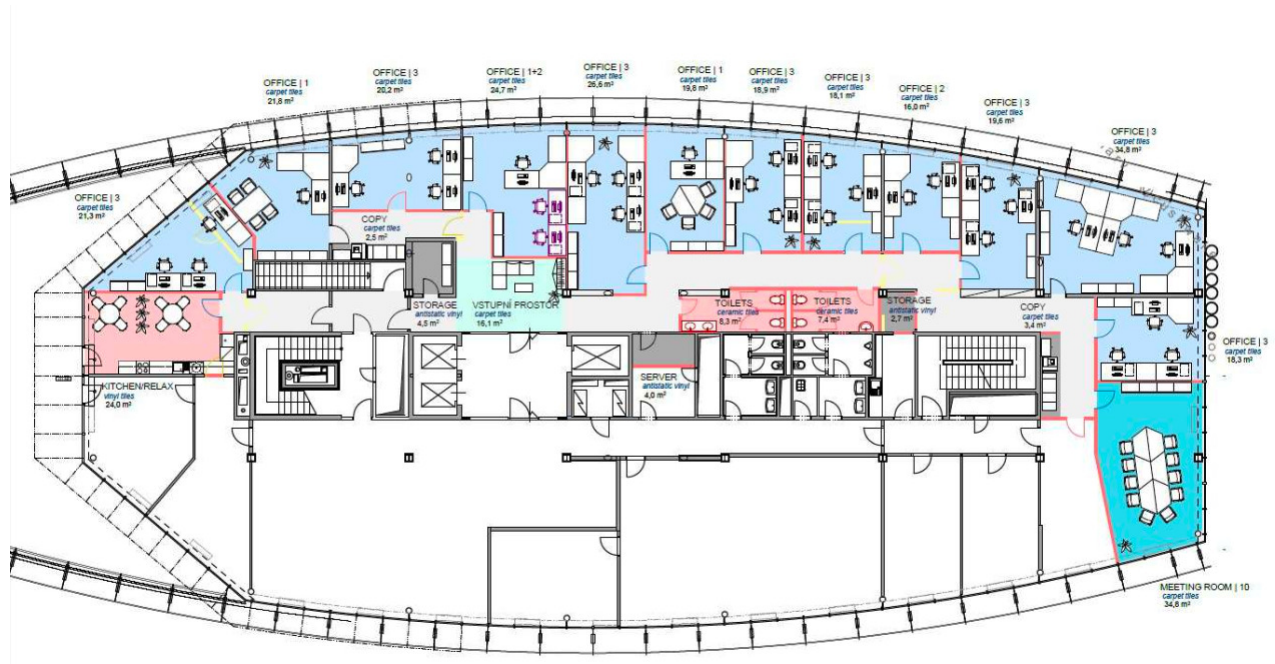 OFFICE | 1
carpet tiles
21,8 m²
OFFICE | 3
carpet tiles
20,2 m²
OFFICE | 1+2
carpet tiles
24,7 m²
OFFICE | 3
carpet tiles
26,6 m²
OFFICE | 1
carpet tiles
19,8 m²
OFFICE | 3
carpet tiles
18,9 m²
OFFICE | 3
carpet tiles
18,1 m²
OFFICE | 2
carpet tiles
16,0 m²
OFFICE | 3
carpet tiles
19,6 m²
OFFICE | 3
carpet tiles
34,8 m²
OFFICE | 3
carpet tiles
21,3 m²
COPY
carpet tiles
2,5 m²
STORAGE
antistatic vinyl
4,5 m²
VSTUPNÍ PROSTOR
carpet tiles
16,1 m²
TOILETS
ceramic tiles
8,3 m²
TOILETS
ceramic tiles
7,4 m²
STORAGE
antistatic vinyl
2,7 m²
COPY
carpet tiles
3,4 m²
OFFICE | 3
carpet tiles
18,3 m²
SERVER
antistatic vinyl
4,0 m²
KITCHEN/RELAX
vinyl tiles
24,0 m²
MEETING ROOM | 10
carpet tiles
34,8 m²